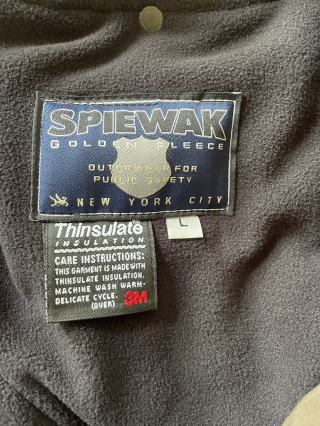 SPIEWAK
GOLDEN FLEECE
OUTERWEAR FOR
PUBLIC SAFETY
NEW YORK CITY
L
Thinsulate
INSULATION
CARE INSTRUCTIONS:
THIS GARMENT IS MADE WITH
THINSULATE INSULATION.
MACHINE WASH WARM-
DELICATE CYCLE.
(OVER) 3M